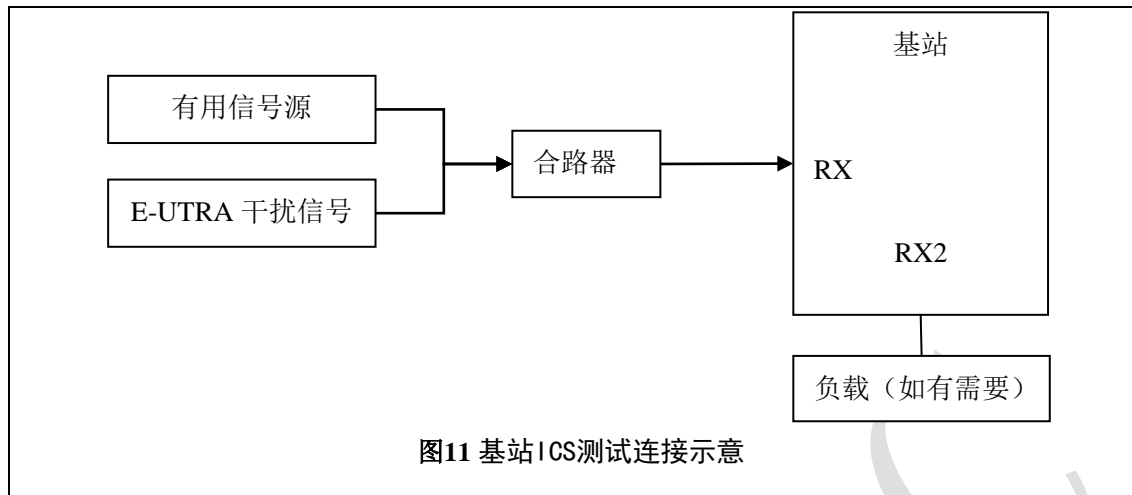 基站
有用信号源
合路器
RX
E-UTRA 干扰信号
RX2
负载（如有需要）
图11 基站ICS测试连接示意